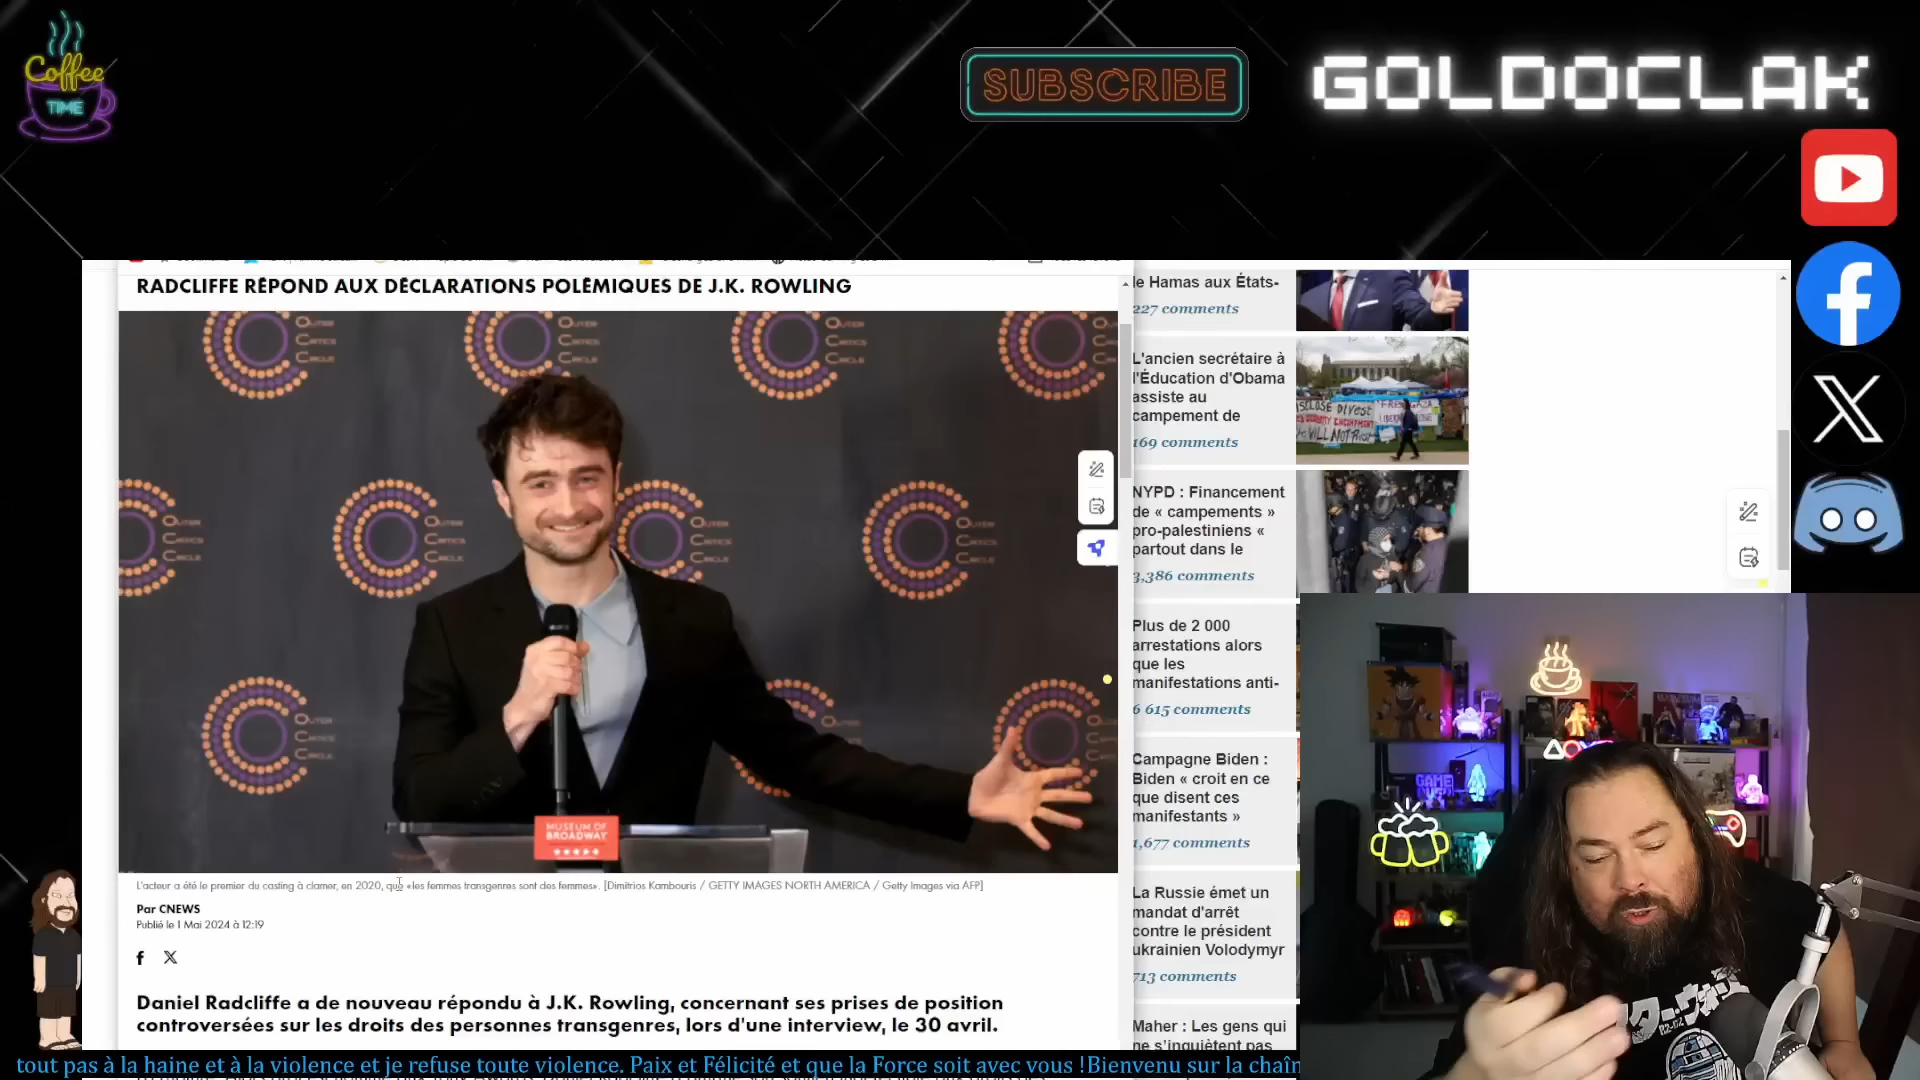 Coffee
TIME
SUBSCRIBE
GOLDOCLAK
RADCLIFFE RÉPOND AUX DÉCLARATIONS POLÉMIQUES DE J.K. ROWLING
MUSEUM OF
BROADWAY
L'acteur a été le premier du casting à clamer, en 2020, que «les femmes transgenres sont des femmes». [Dimitrios Kambouris / GETTY IMAGES NORTH AMERICA / Getty Images via AFP]
Par CNEWS
Publié le 1 Mai 2024 à 12:19
Daniel Radcliffe a de nouveau répondu à J.K. Rowling, concernant ses prises de position
controversées sur les droits des personnes transgenres, lors d'une interview, le 30 avril.
le Hamas aux États-
227 comments
L'ancien secrétaire à
l'Éducation d'Obama
assiste au
campement de
169 comments
NYPD : Financement
de « campements »
pro-palestiniens «
partout dans le
3,386 comments
Plus de 2 000
arrestations alors
que les
manifestations anti-
6 615 comments
Campagne Biden :
Biden « croit en ce
que disent ces
manifestants »
1,677 comments
La Russie émet un
mandat d'arrêt
contre le président
ukrainien Volodymyr
713 comments
Maher : Les gens qui
ne s'inquiètent pas
tout pas à la haine et à la violence et je refuse toute violence. Paix et Félicité et que la Force soit avec vous !Bienvenu sur la chaîn